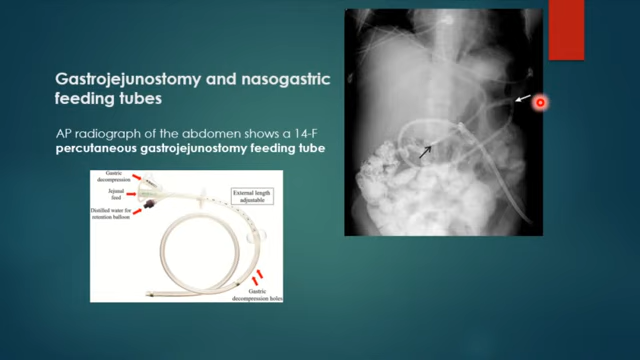 Gastrojejunostomy and nasogastric
feeding tubes
AP radiograph of the abdomen shows a 14-F
percutaneous gastrojejunostomy feeding tube
Gastric
decompression
Jejunal
feed
Distilled water for
retention balloon
External length
adjustable
Gastric
decompression holes